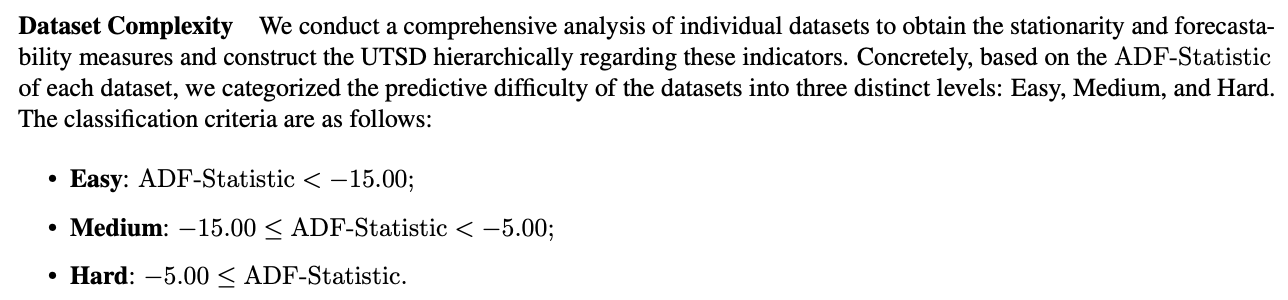 Dataset Complexity We conduct a comprehensive analysis of individual datasets to obtain the stationarity and forecasta-
bility measures and construct the UTSD hierarchically regarding these indicators. Concretely, based on the ADF-Statistic
of each dataset, we categorized the predictive difficulty of the datasets into three distinct levels: Easy, Medium, and Hard.
The classification criteria are as follows:
• Easy: ADF-Statistic < −15.00;
• Medium: −15.00 ≤ ADF-Statistic < −5.00;
• Hard: −5.00 ≤ ADF-Statistic.